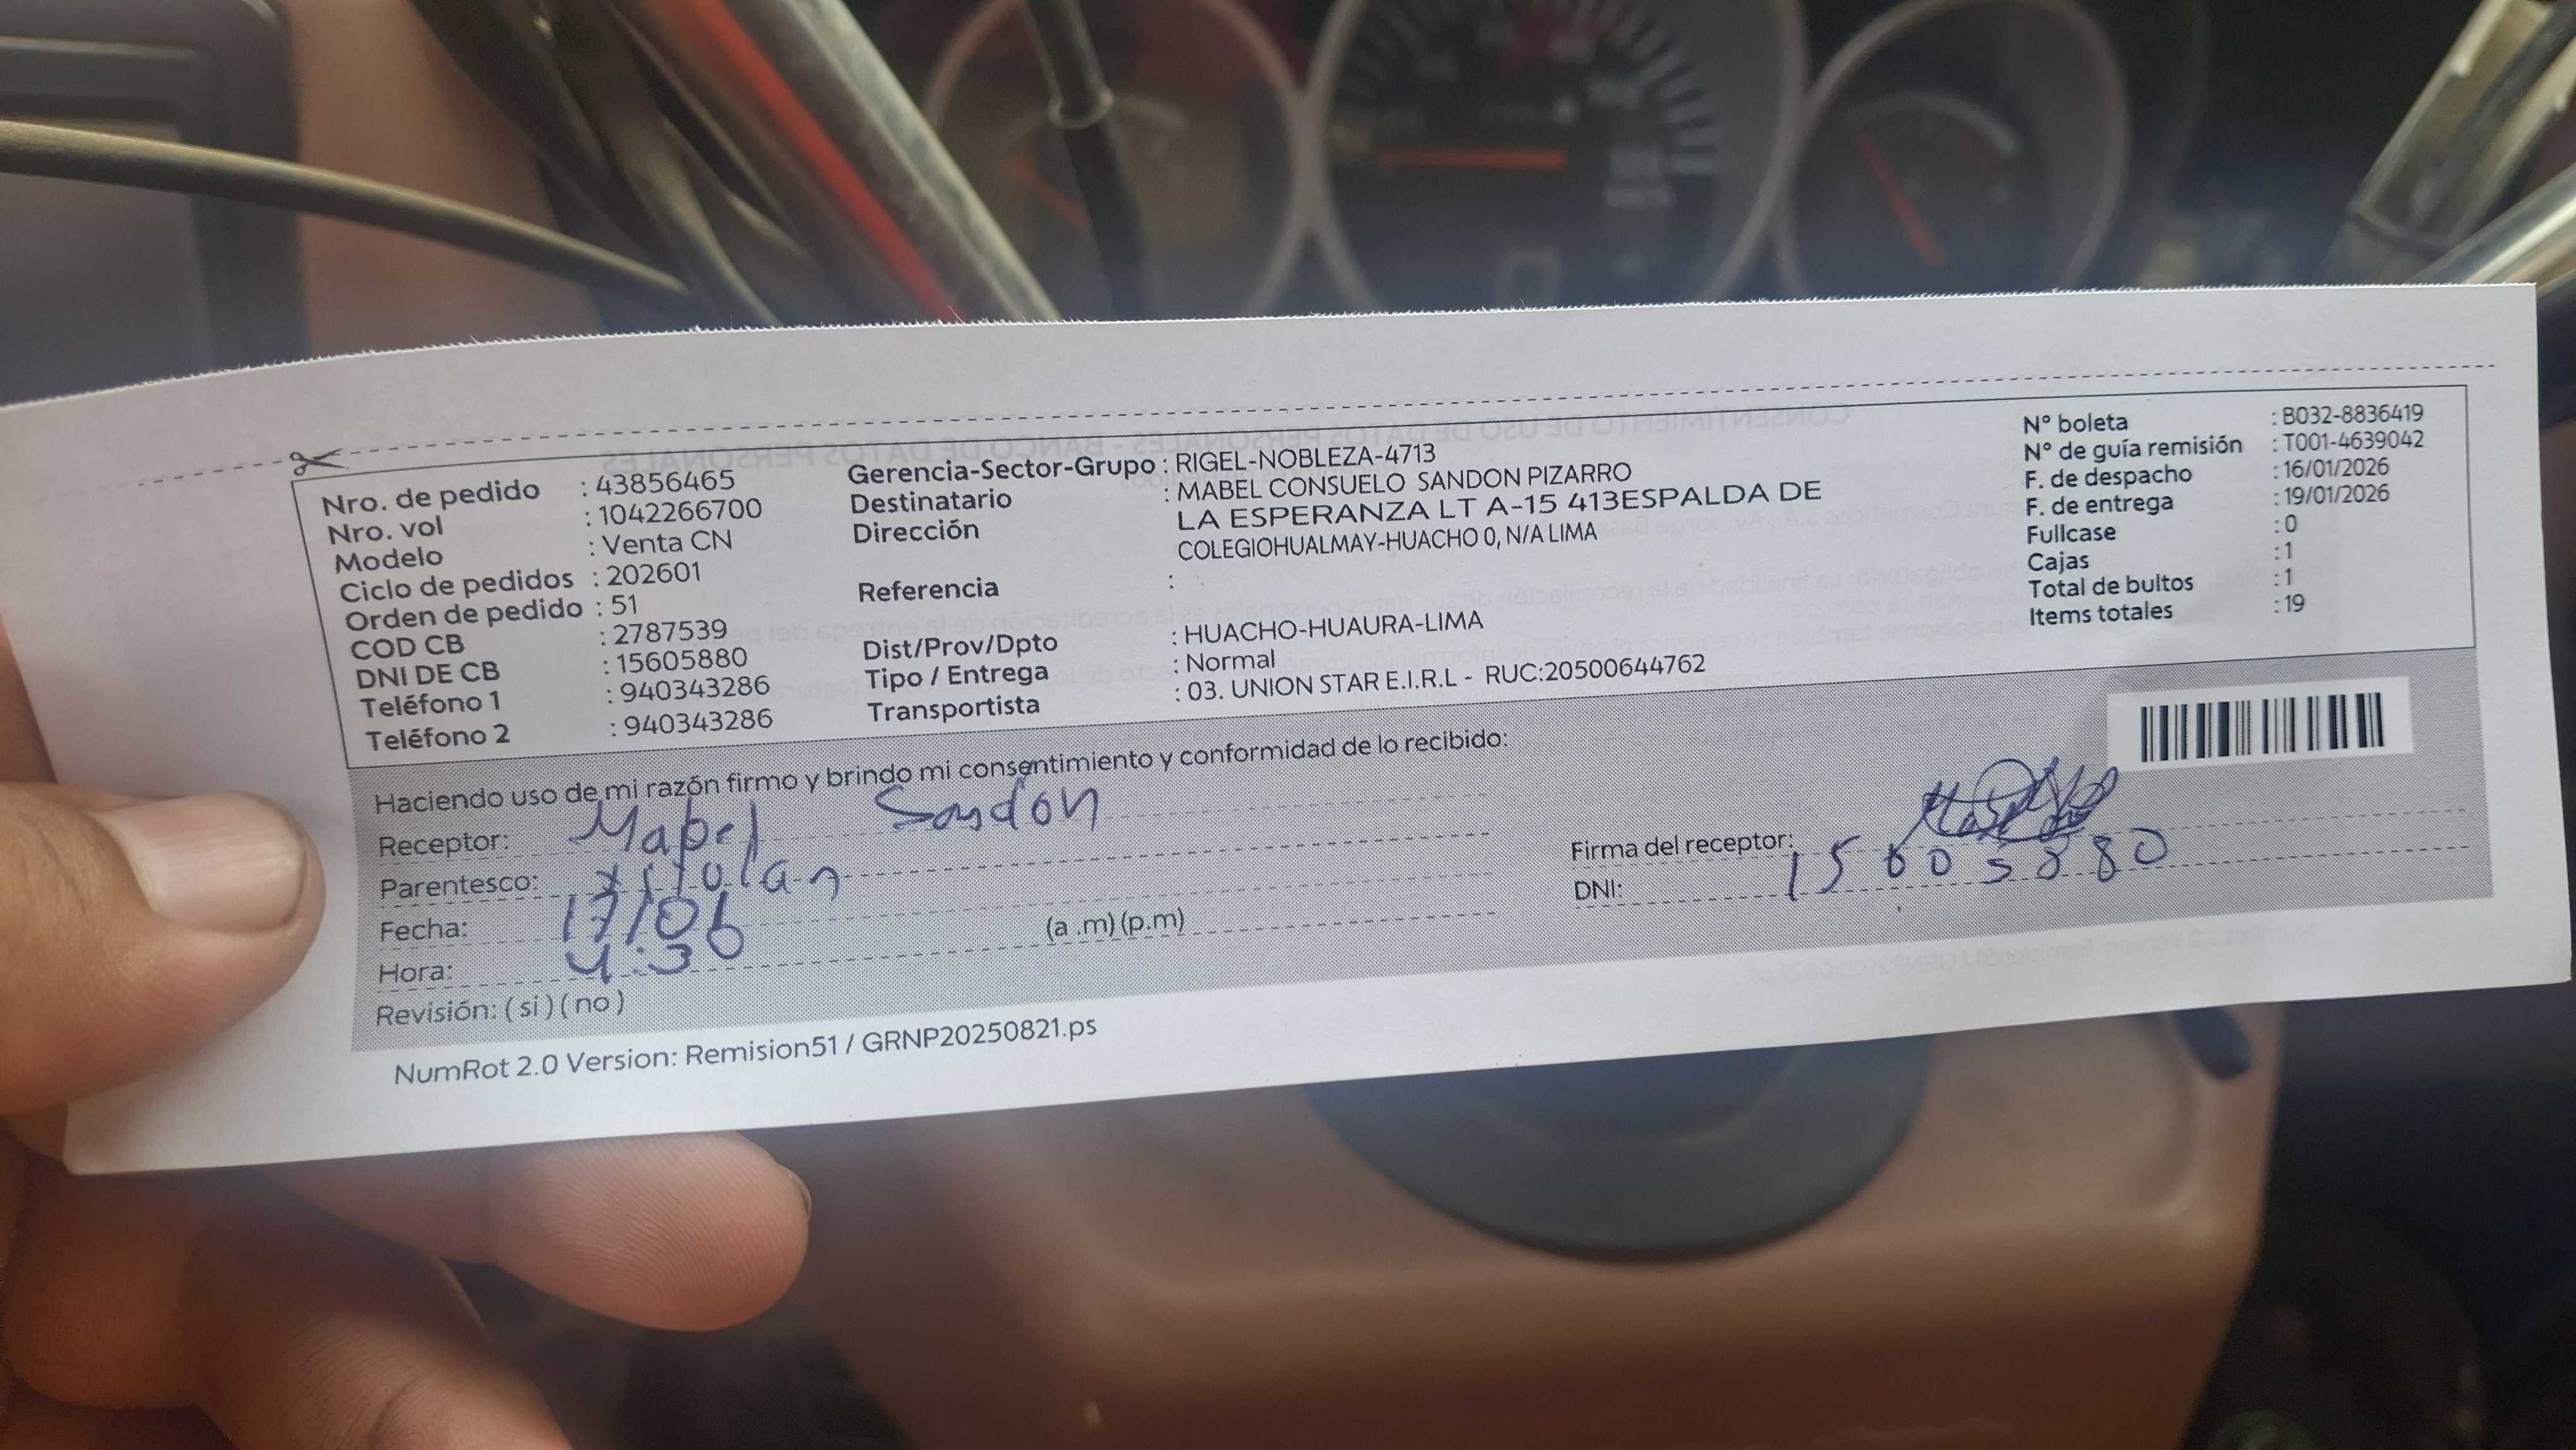 Nro. de pedido : 43856465
Nro. vol : 1042266700
Modelo : Venta CN
Ciclo de pedidos : 202601
Orden de pedido : 51
COD CB : 2787539
DNI DE CB : 15605880
Teléfono 1 : 940343286
Teléfono 2 : 940343286
Gerencia-Sector-Grupo : RIGEL-NOBLEZA-4713
Destinatario : MABEL CONSUELO SANDON PIZARRO
Dirección LA ESPERANZA LT A-15 413ESPALDA DE
COLEGIOHUALMAY-HUACHO 0, N/A LIMA
Referencia :
Dist/Prov/Dpto : HUACHO-HUAURA-LIMA
Tipo / Entrega : Normal
Transportista : 03. UNION STAR E.I.R.L - RUC:20500644762
N° boleta : B032-8836419
N° de guía remisión : T001-4639042
F. de despacho : 16/01/2026
F. de entrega : 19/01/2026
Fullcase : 0
Cajas : 1
Total de bultos : 1
Items totales : 19
Haciendo uso de mi razón firmo y brindo mi consentimiento y conformidad de lo recibido:
Receptor: Mabel Sandon
Parentesco:
Fecha: 17/01
Hora: 4:30 (a .m) (p.m)
Revisión: ( si ) ( no )
Firma del receptor:
DNI: 15605880
NumRot 2.0 Version: Remision51 / GRNP20250821.ps